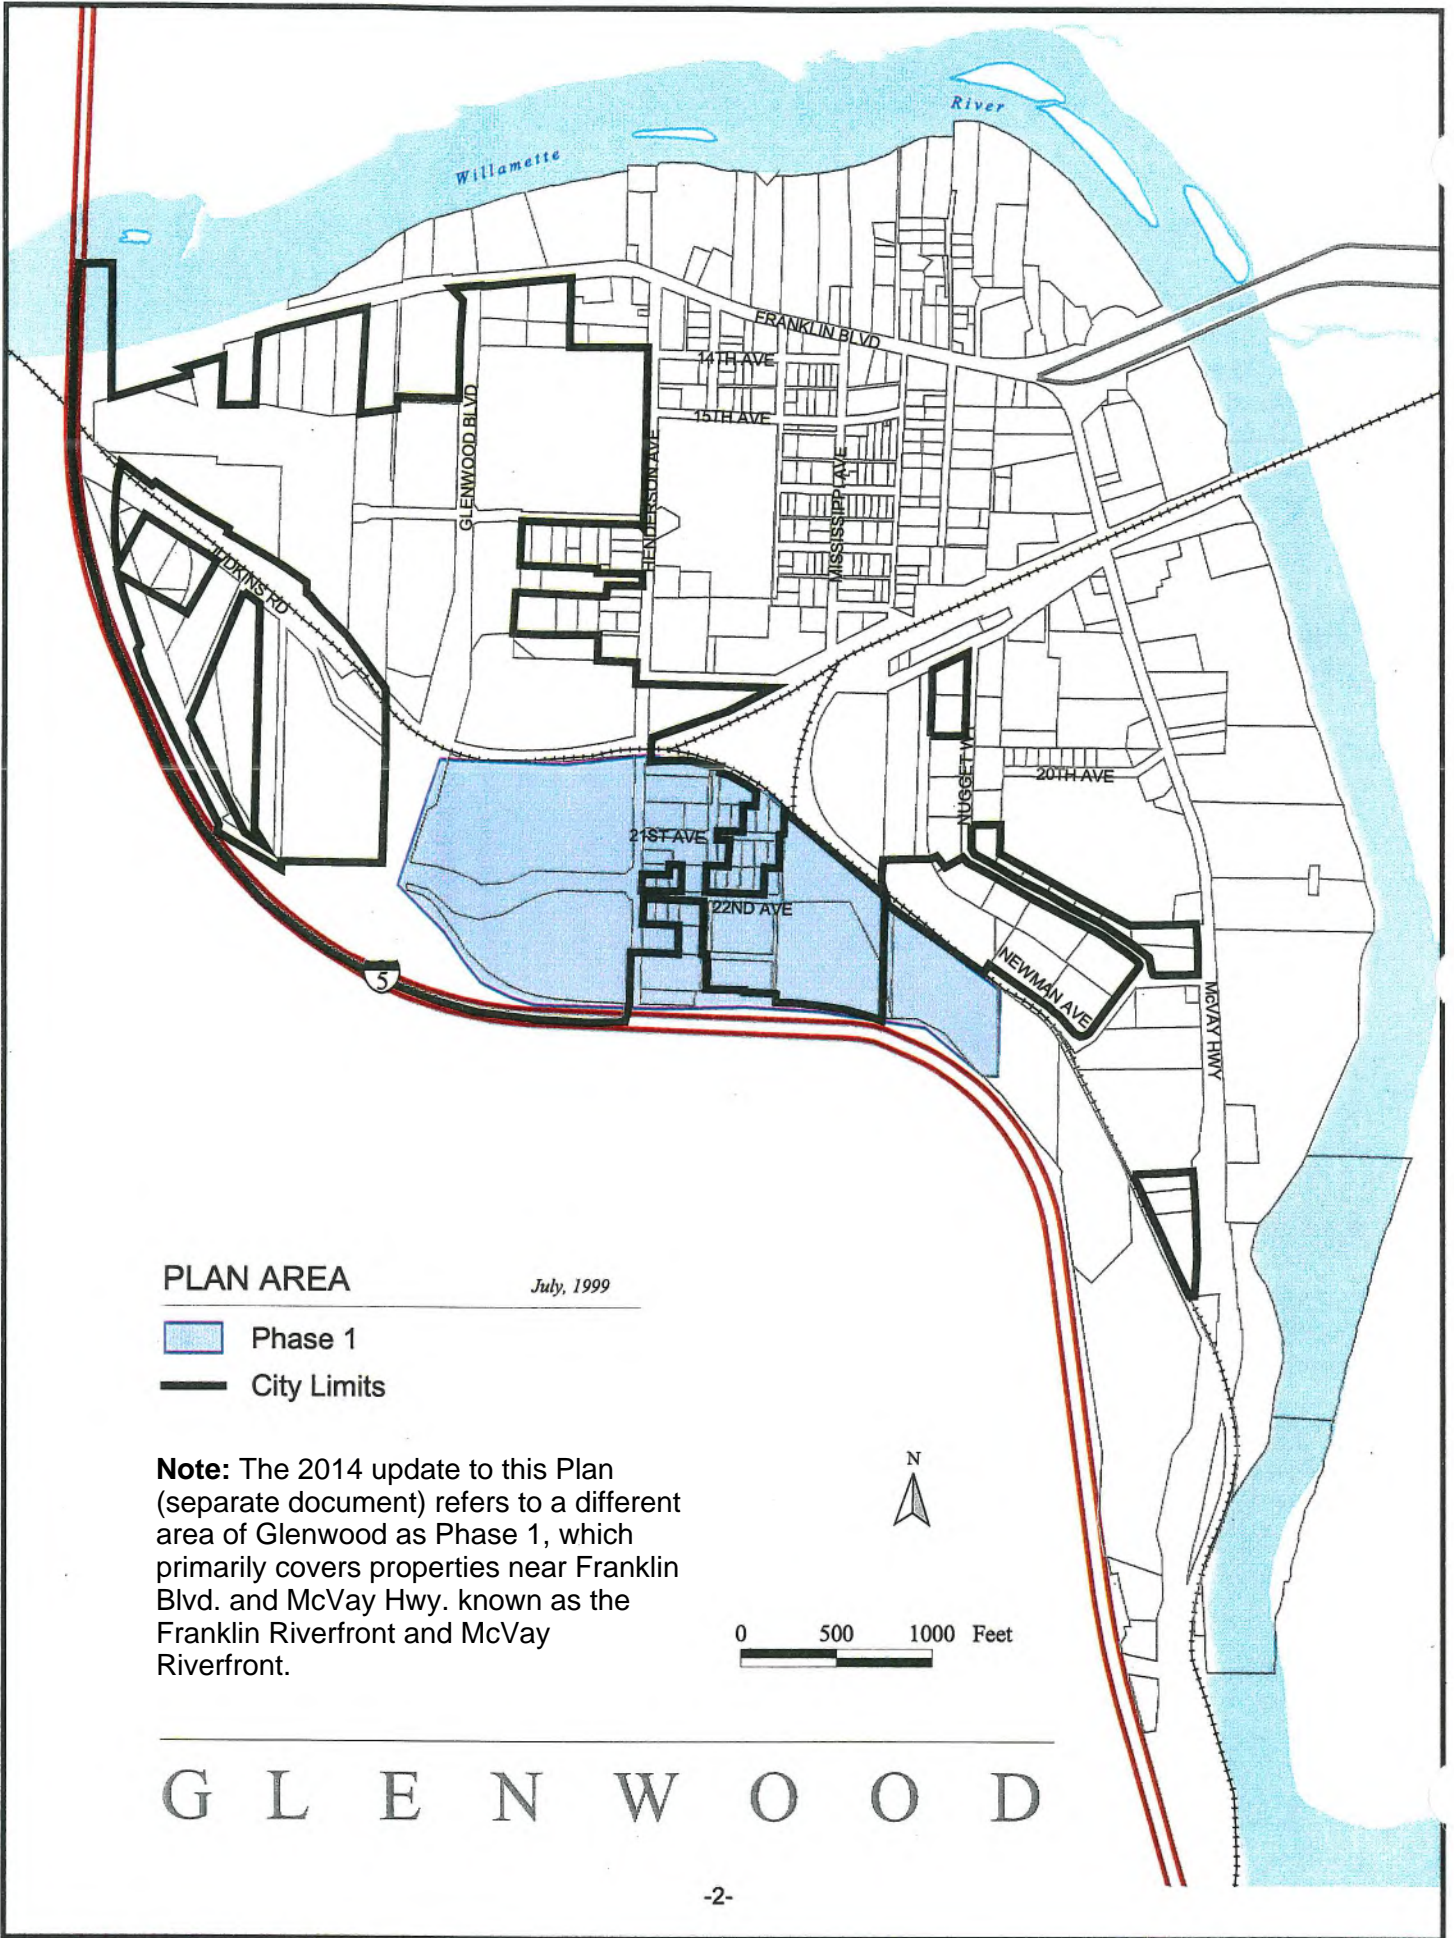 River
Willamette
FRANKLIN BLVD
14TH AVE
15TH AVE
GLENWOOD BLVD
HENDERSON AVE
MISSISSIPPI AVE
JUDKINS RD
NUGGET WY
20TH AVE
21ST AVE
22ND AVE
NEWMAN AVE
McVAY HWY
5
PLAN AREA
July, 1999
Phase 1
City Limits
Note: The 2014 update to this Plan
(separate document) refers to a different
area of Glenwood as Phase 1, which
primarily covers properties near Franklin
Blvd. and McVay Hwy. known as the
Franklin Riverfront and McVay
Riverfront.
N
0 500 1000 Feet
GLENWOOD
-2-